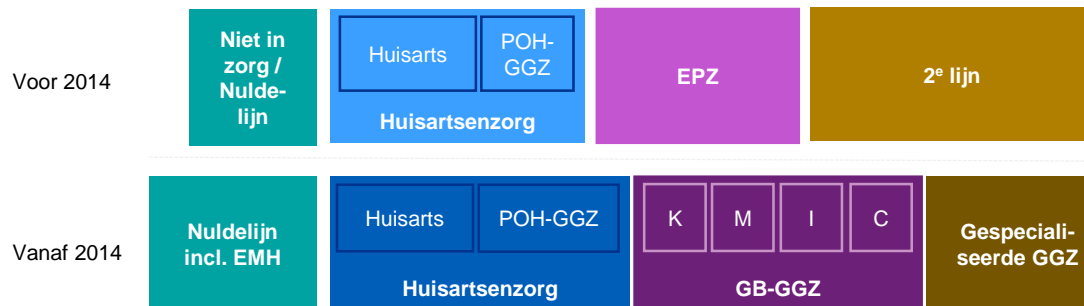 Voor 2014
Niet in
zorg /
Nulde-
lijn
Huisarts
POH-
GGZ
Huisartsenzorg
EPZ
2e lijn
Vanaf 2014
Nuldelijn
incl. EMH
Huisarts
POH-GGZ
Huisartsenzorg
K
M
I
C
GB-GGZ
Gespeciali-
seerde GGZ